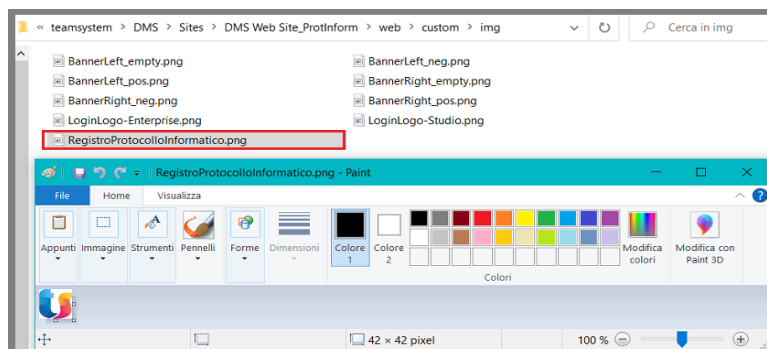 « teamsystem > DMS > Sites > DMS Web Site_ProtInform > web > custom > img
Cerca in img
BannerLeft_empty.png
BannerLeft_neg.png
BannerLeft_pos.png
BannerRight_empty.png
BannerRight_neg.png
BannerRight_pos.png
LoginLogo-Enterprise.png
LoginLogo-Studio.png
RegistroProtocolloInformatico.png
RegistroProtocolloInformatico.png - Paint
File
Home
Visualizza
Appunti
Immagine
Strumenti
Pennelli
Forme
Dimensioni
Colore
1
Colore
2
Modifica
colori
Modifica con
Paint 3D
Colori
42 × 42 pixel
100 %